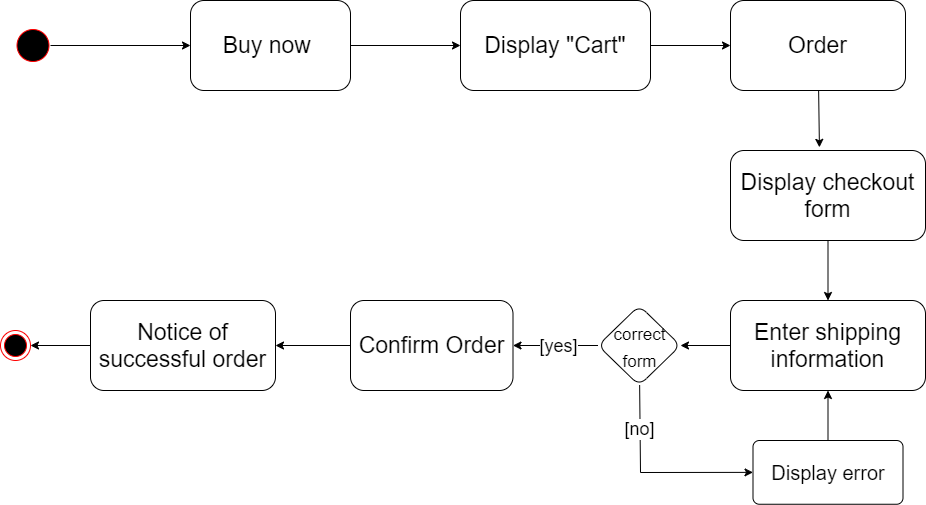 Buy now
Display "Cart"
Order
Display checkout
form
Enter shipping
information
correct
form
[yes]
Confirm Order
Notice of
successful order
[no]
Display error